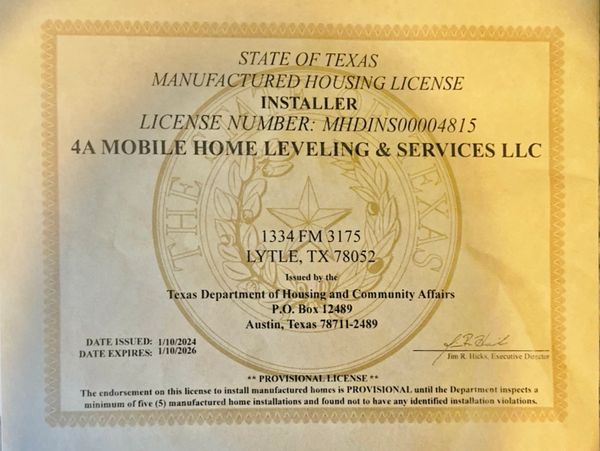 STATE OF TEXAS
MANUFACTURED HOUSING LICENSE
INSTALLER
LICENSE NUMBER: MHDINS00004815
4A MOBILE HOME LEVELING & SERVICES LLC
THE TEXAS
1334 FM 3175
LYTLE, TX 78052
Issued by the
Texas Department of Housing and Community Affairs
P.O. Box 12489
Austin, Texas 78711-2489
DATE ISSUED: 1/10/2024
DATE EXPIRES: 1/10/2026
Jim R. Hicks, Executive Director
** PROVISIONAL LICENSE **
The endorsement on this license to install manufactured homes is PROVISIONAL until the Department inspects a
minimum of five (5) manufactured home installations and found not to have any identified installation violations.